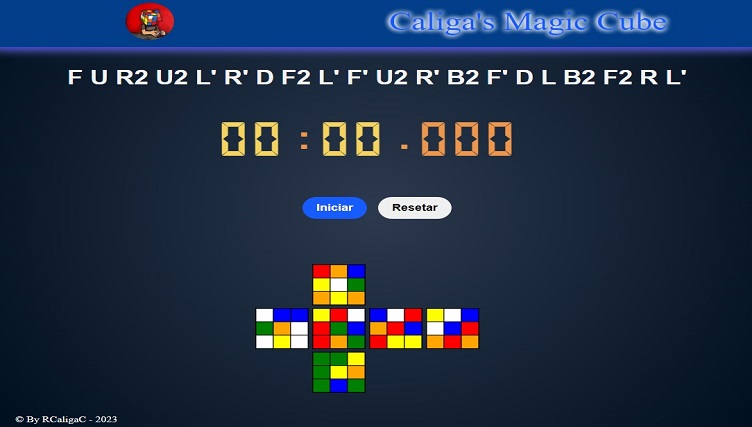 Caliga's Magic Cube
F U R2 U2 L' R' D F2 L' F' U2 R' B2 F' D L B2 F2 R L'
00 : 00 . 000
Iniciar Resetar
© By RCaligaC - 2023